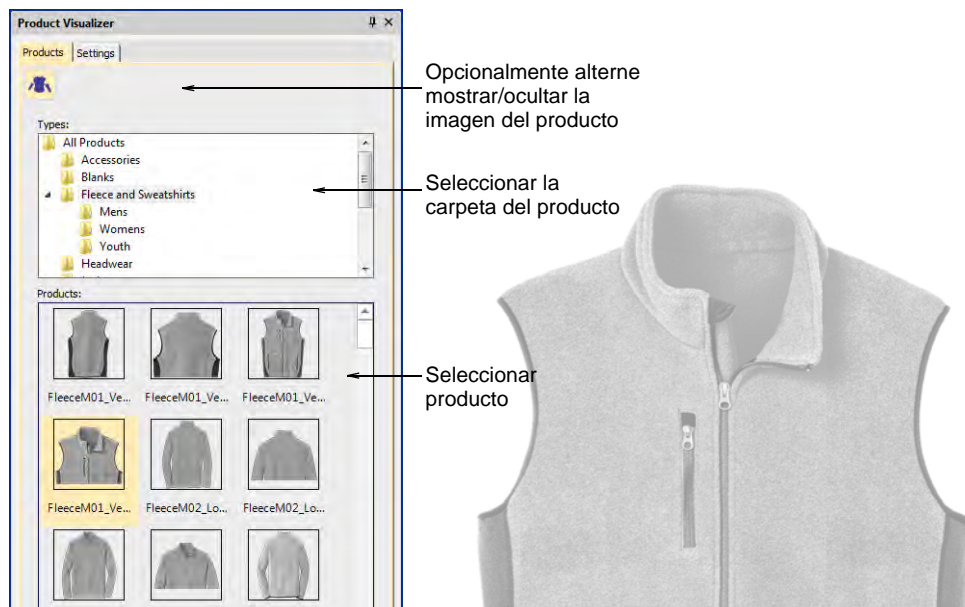 Product Visualizer
Products
Settings
Opcionalmente alterne
mostrar/ocultar la
imagen del producto
Types:
All Products
Accessories
Blanks
Fleece and Sweatshirts
Mens
Womens
Youth
Headwear
Seleccionar la
carpeta del producto
Products:
FleeceM01_Ve...
FleeceM01_Ve...
FleeceM01_Ve...
Seleccionar
producto
FleeceM01_Ve...
FleeceM02_Lo...
FleeceM02_Lo...